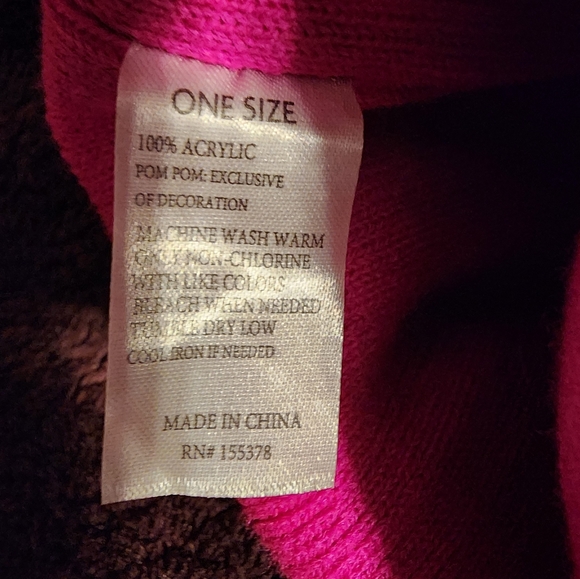 ONE SIZE
100% ACRYLIC
POM POM: EXCLUSIVE
OF DECORATION
MACHINE WASH WARM
ONLY NON-CHLORINE
WITH LIKE COLORS
BLEACH WHEN NEEDED
TUMBLE DRY LOW
COOL IRON IF NEEDED
MADE IN CHINA
RN# 155378